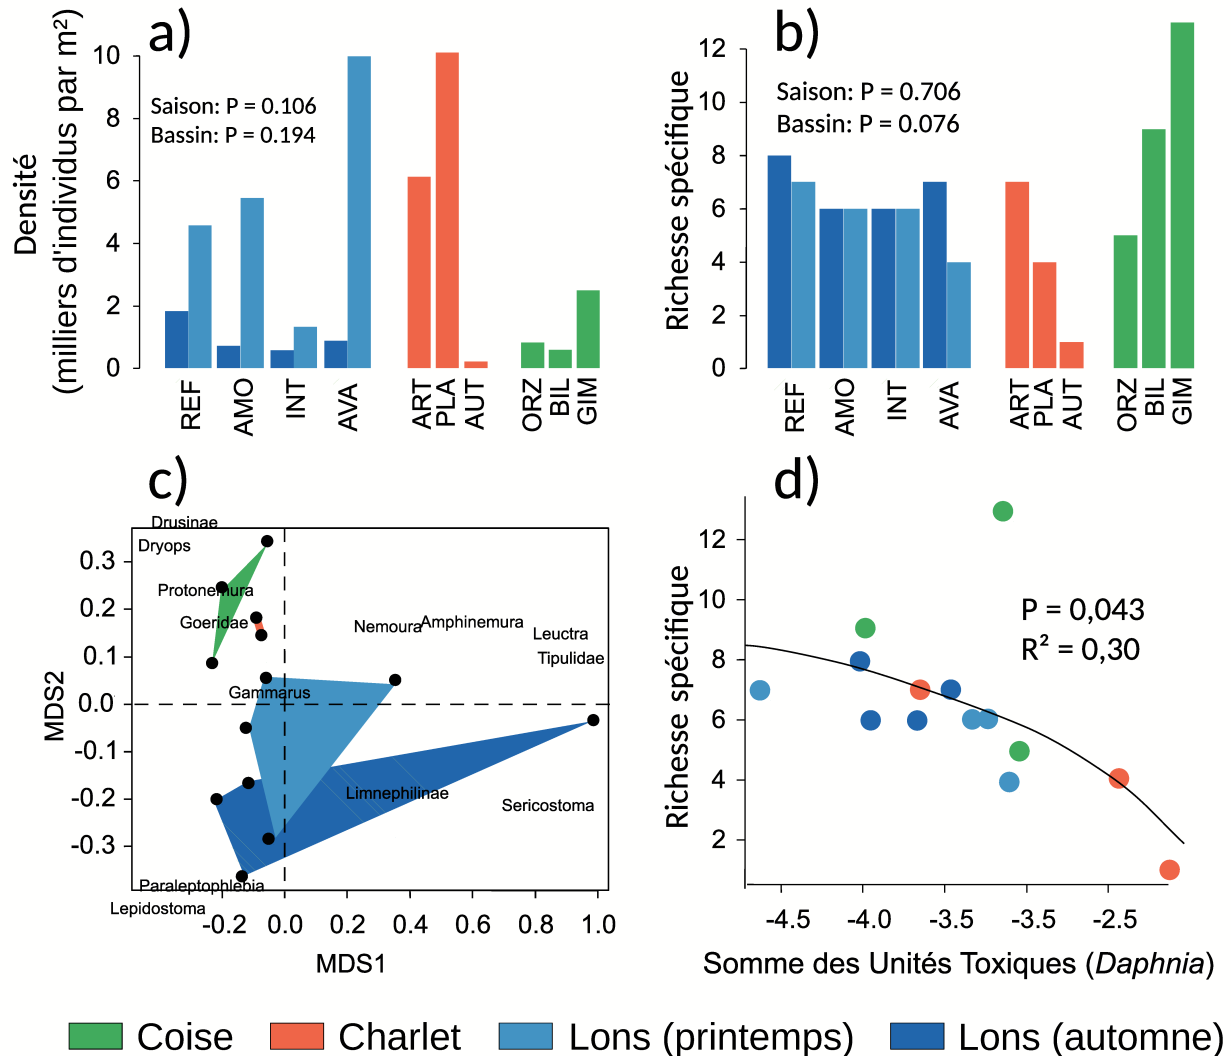 a)
Densité
(milliers d'individus par m²)
10
8
6
4
2
0
Saison: P = 0.106
Bassin: P = 0.194
REF
AMO
INT
AVA
ART
PLA
AUT
ORZ
BIL
GIM
b)
Richesse spécifique
12
10
8
6
4
2
0
Saison: P = 0.706
Bassin: P = 0.076
REF
AMO
INT
AVA
ART
PLA
AUT
ORZ
BIL
GIM
c)
MDS2
0.3
0.2
0.1
0.0
-0.1
-0.2
-0.3
Drusinae
Dryops
Protonemura
Goeridae
Nemoura
Amphinemura
Leuctra
Tipulidae
Gammarus
Limnephilinae
Sericostoma
Paraleptophlebia
Lepidostoma
-0.2 0.0 0.2 0.4 0.6 0.8 1.0
MDS1
d)
Richesse spécifique
12
10
8
6
4
2
P = 0,043
R² = 0,30
-4.5 -4.0 -3.5 -3.5 -2.5
Somme des Unités Toxiques (Daphnia)
Coise Charlet Lons (printemps) Lons (automne)